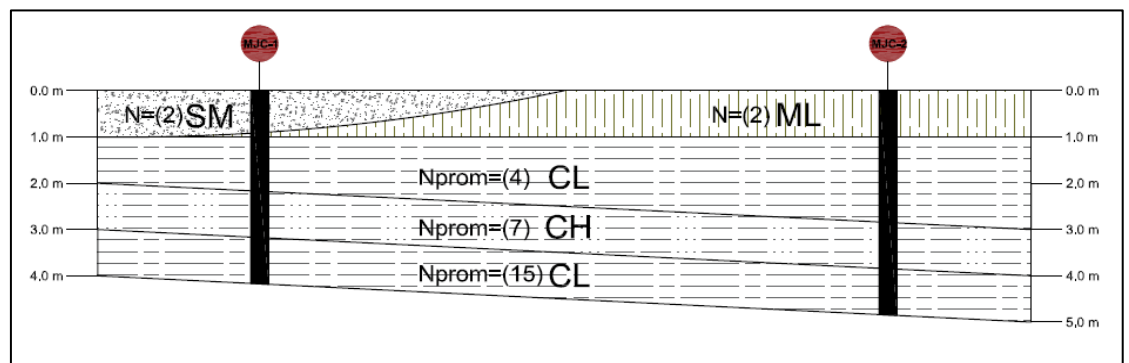 MJC-1
MJC-2
0.0 m
0.0 m
N=(2) SM
N=(2) ML
1.0 m
1.0 m
Nprom=(4) CL
2.0 m
2.0 m
Nprom=(7) CH
3.0 m
3.0 m
Nprom=(15) CL
4.0 m
4.0 m
5,0 m